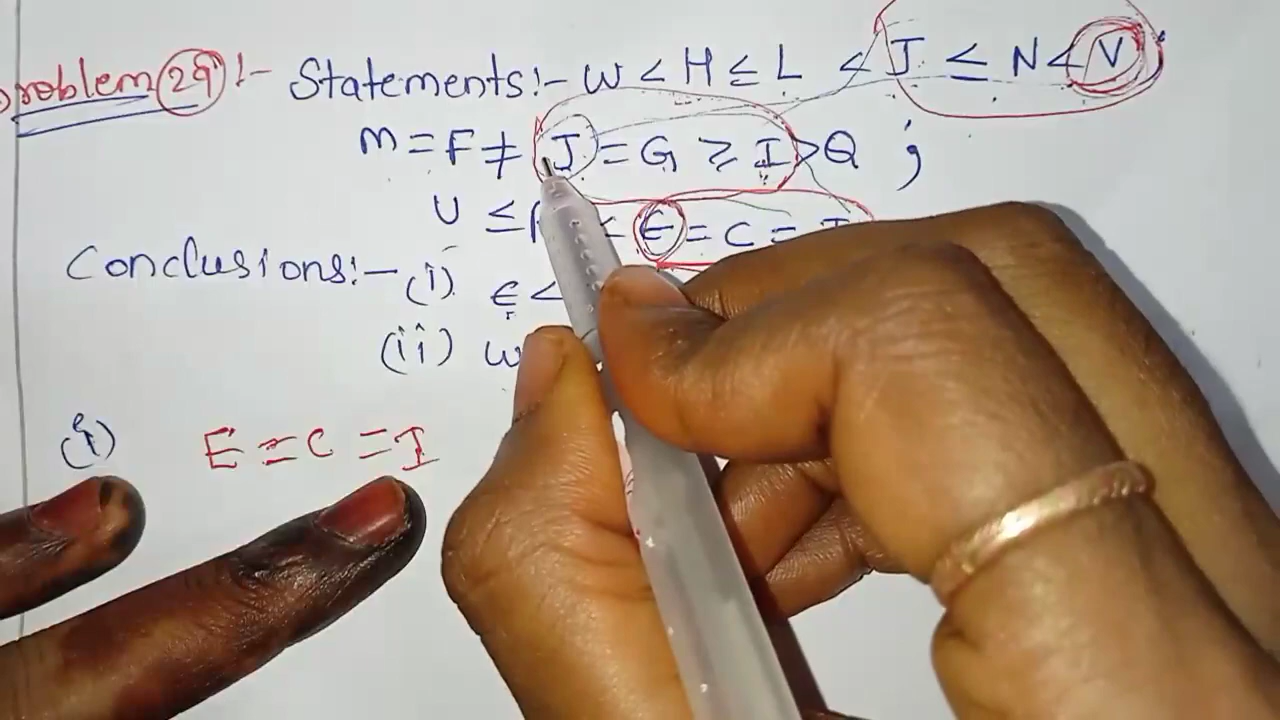 problem 29 :- Statements :- W < H ≤ L < J ≤ N < V ;
M = F ≠ J = G ≥ I > Q ;
U ≤ < E = C = I
Conclusions :- (i) E <
(ii) W
(i) E = C = I